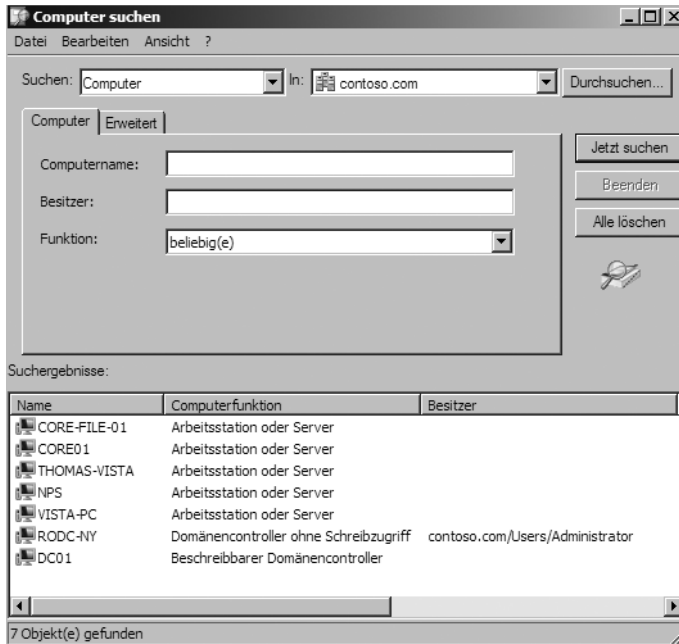 Computer suchen
Datei Bearbeiten Ansicht ?
Suchen: Computer In: contoso.com Durchsuchen...
Computer Erweitert
Jetzt suchen
Computername:
Beenden
Besitzer:
Alle löschen
Funktion: beliebig(e)
Suchergebnisse:
Name Computerfunktion Besitzer
CORE-FILE-01 Arbeitsstation oder Server
CORE01 Arbeitsstation oder Server
THOMAS-VISTA Arbeitsstation oder Server
NPS Arbeitsstation oder Server
VISTA-PC Arbeitsstation oder Server
RODC-NY Domänencontroller ohne Schreibzugriff contoso.com/Users/Administrator
DC01 Beschreibbarer Domänencontroller
7 Objekt(e) gefunden